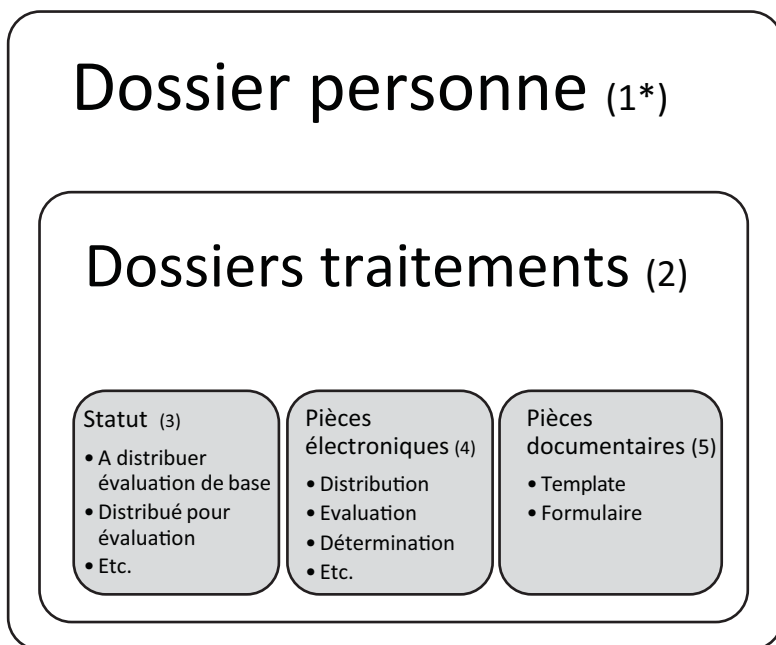 Dossier personne (1*)
Dossiers traitements (2)
Statut (3)
• A distribuer
évaluation de base
• Distribué pour
évaluation
• Etc.
Pièces
électroniques (4)
• Distribution
• Evaluation
• Détermination
• Etc.
Pièces
documentaires (5)
• Template
• Formulaire